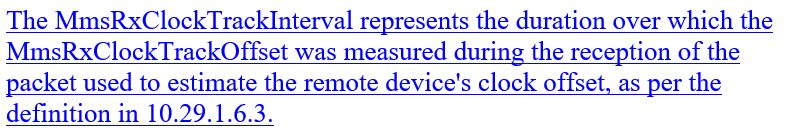 The MmsRxClockTrackInterval represents the duration over which the
MmsRxClockTrackOffset was measured during the reception of the
packet used to estimate the remote device's clock offset, as per the
definition in 10.29.1.6.3.